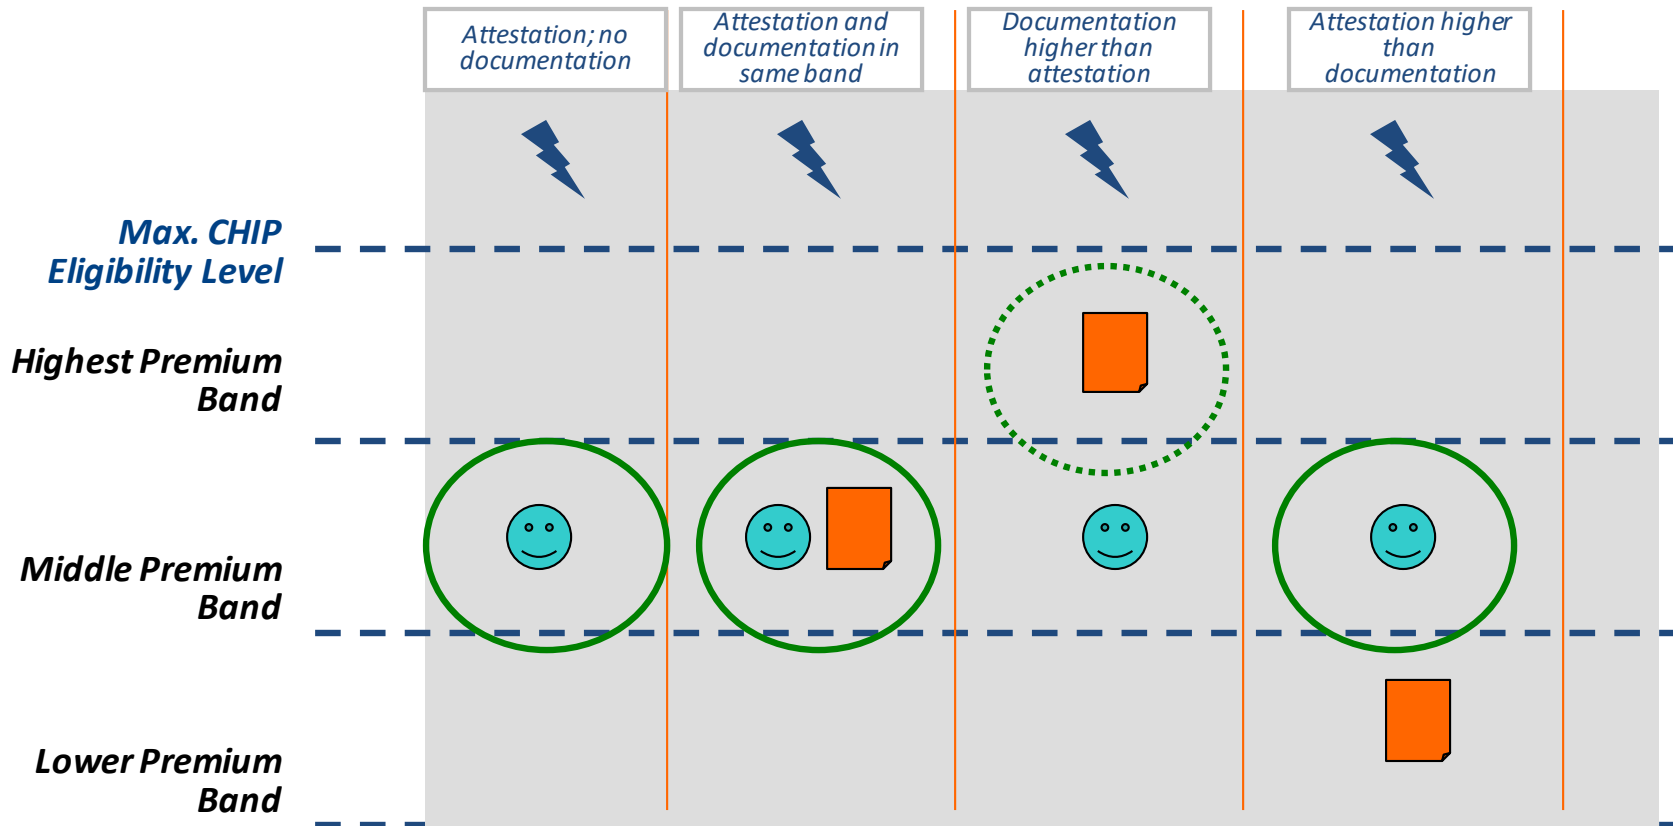 Attestation; no
documentation
Attestation and
documentation in
same band
Documentation
higher than
attestation
Attestation higher
than
documentation
Max. CHIP
Eligibility Level
Highest Premium
Band
Middle Premium
Band
Lower Premium
Band